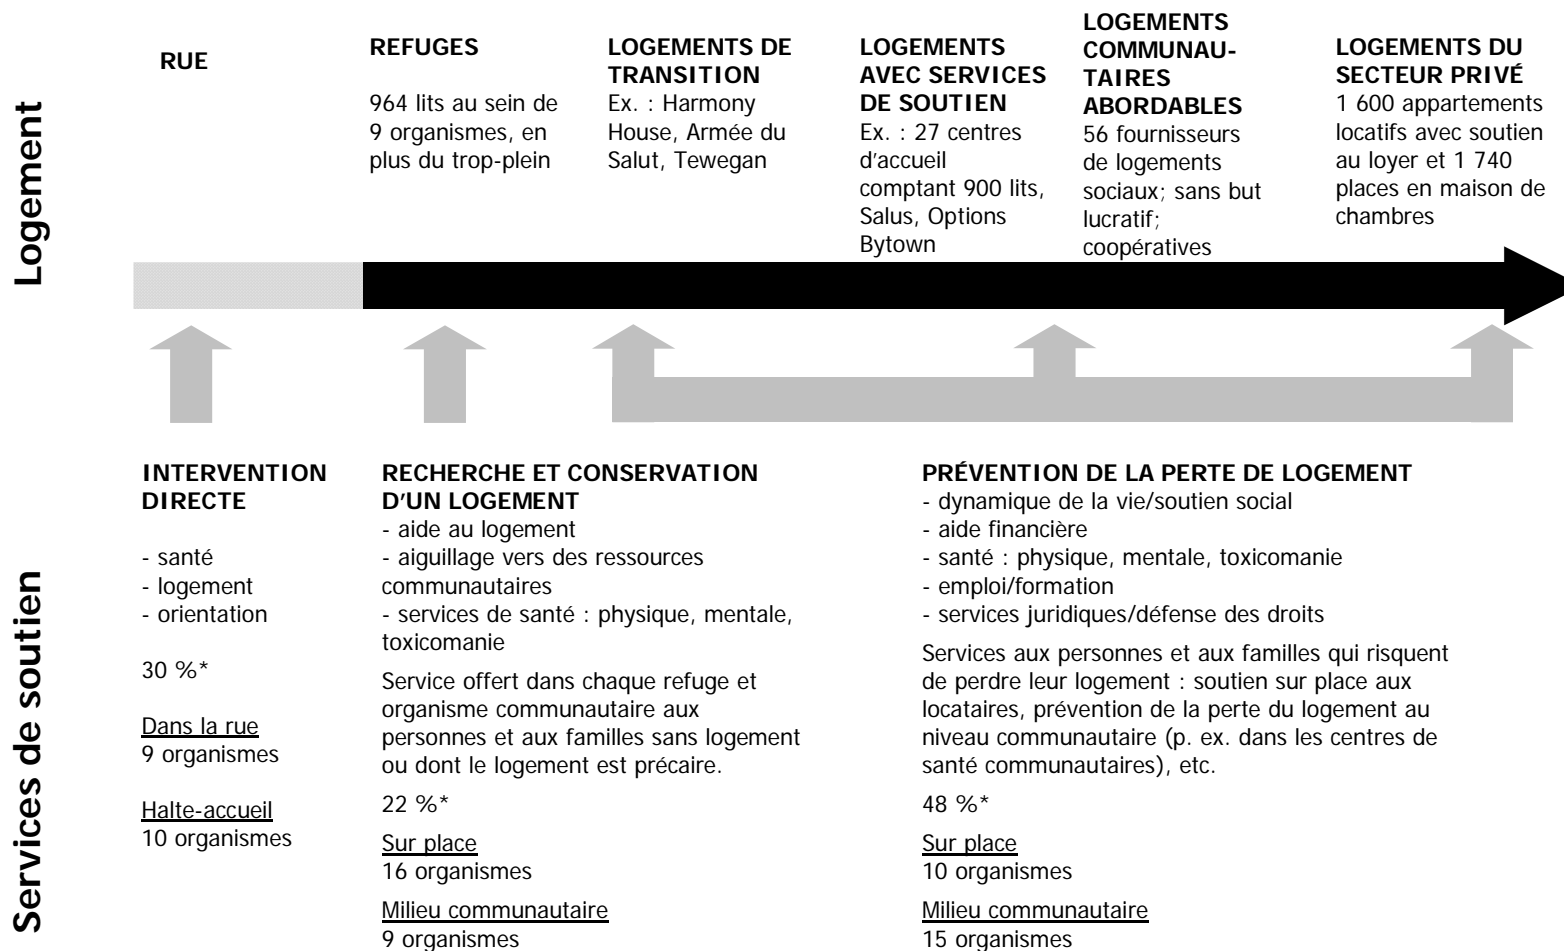 Logement
RUE
REFUGES
964 lits au sein de
9 organismes, en
plus du trop-plein
LOGEMENTS DE
TRANSITION
Ex. : Harmony
House, Armée du
Salut, Tewegan
LOGEMENTS
AVEC SERVICES
DE SOUTIEN
Ex. : 27 centres
d'accueil
comptant 900 lits,
Salus, Options
Bytown
LOGEMENTS
COMMUNAU-
TAIRES
ABORDABLES
56 fournisseurs
de logements
sociaux; sans but
lucratif;
coopératives
LOGEMENTS DU
SECTEUR PRIVÉ
1 600 appartements
locatifs avec soutien
au loyer et 1 740
places en maison de
chambres
Services de soutien
INTERVENTION
DIRECTE
- santé
- logement
- orientation
30 %*
Dans la rue
9 organismes
Halte-accueil
10 organismes
RECHERCHE ET CONSERVATION
D'UN LOGEMENT
- aide au logement
- aiguillage vers des ressources
communautaires
- services de santé : physique, mentale,
toxicomanie
Service offert dans chaque refuge et
organisme communautaire aux
personnes et aux familles sans logement
ou dont le logement est précaire.
22 %*
Sur place
16 organismes
Milieu communautaire
9 organismes
PRÉVENTION DE LA PERTE DE LOGEMENT
- dynamique de la vie/soutien social
- aide financière
- santé : physique, mentale, toxicomanie
- emploi/formation
- services juridiques/défense des droits
Services aux personnes et aux familles qui risquent
de perdre leur logement : soutien sur place aux
locataires, prévention de la perte du logement au
niveau communautaire (p. ex. dans les centres de
santé communautaires), etc.
48 %*
Sur place
10 organismes
Milieu communautaire
15 organismes